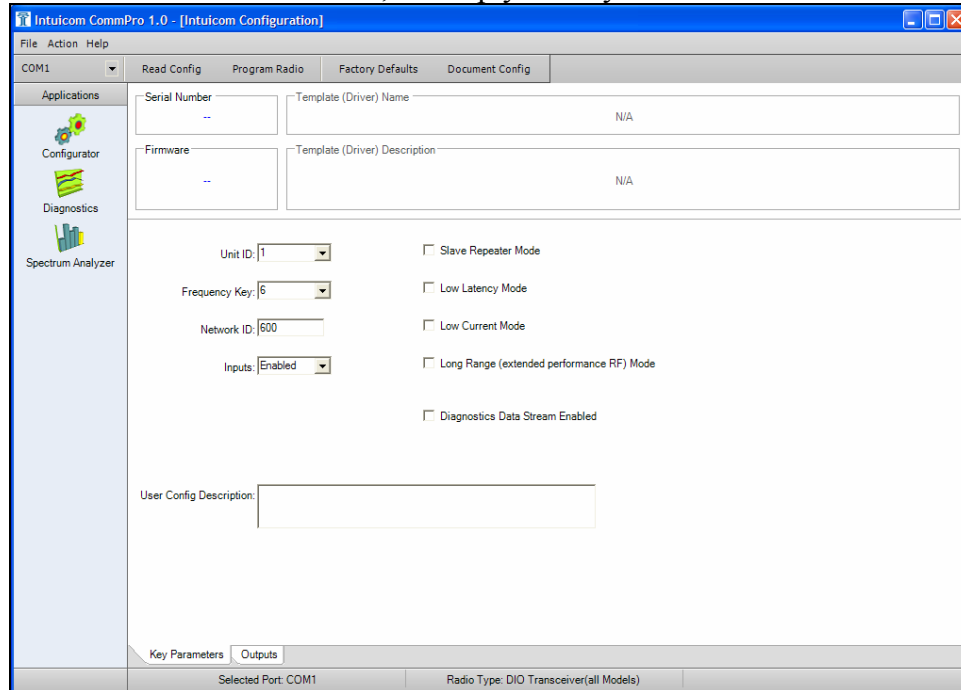 Intuicom CommPro 1.0 - [Intuicom Configuration]
File Action Help
COM1 Read Config Program Radio Factory Defaults Document Config
Applications
Configurator
Diagnostics
Spectrum Analyzer
Serial Number
--
Template (Driver) Name
N/A
Firmware
--
Template (Driver) Description
N/A
Unit ID: 1
Slave Repeater Mode
Frequency Key: 6
Low Latency Mode
Network ID: 600
Low Current Mode
Inputs: Enabled
Long Range (extended performance RF) Mode
Diagnostics Data Stream Enabled
User Config Description:
Key Parameters Outputs
Selected Port: COM1 Radio Type: DIO Transceiver(all Models)